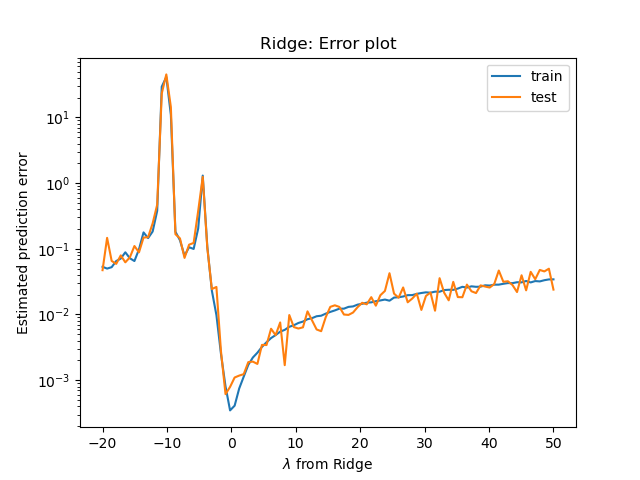 Ridge: Error plot
train
test
Estimated prediction error
10¹
10⁰
10⁻¹
10⁻²
10⁻³
−20 −10 0 10 20 30 40 50
λ from Ridge